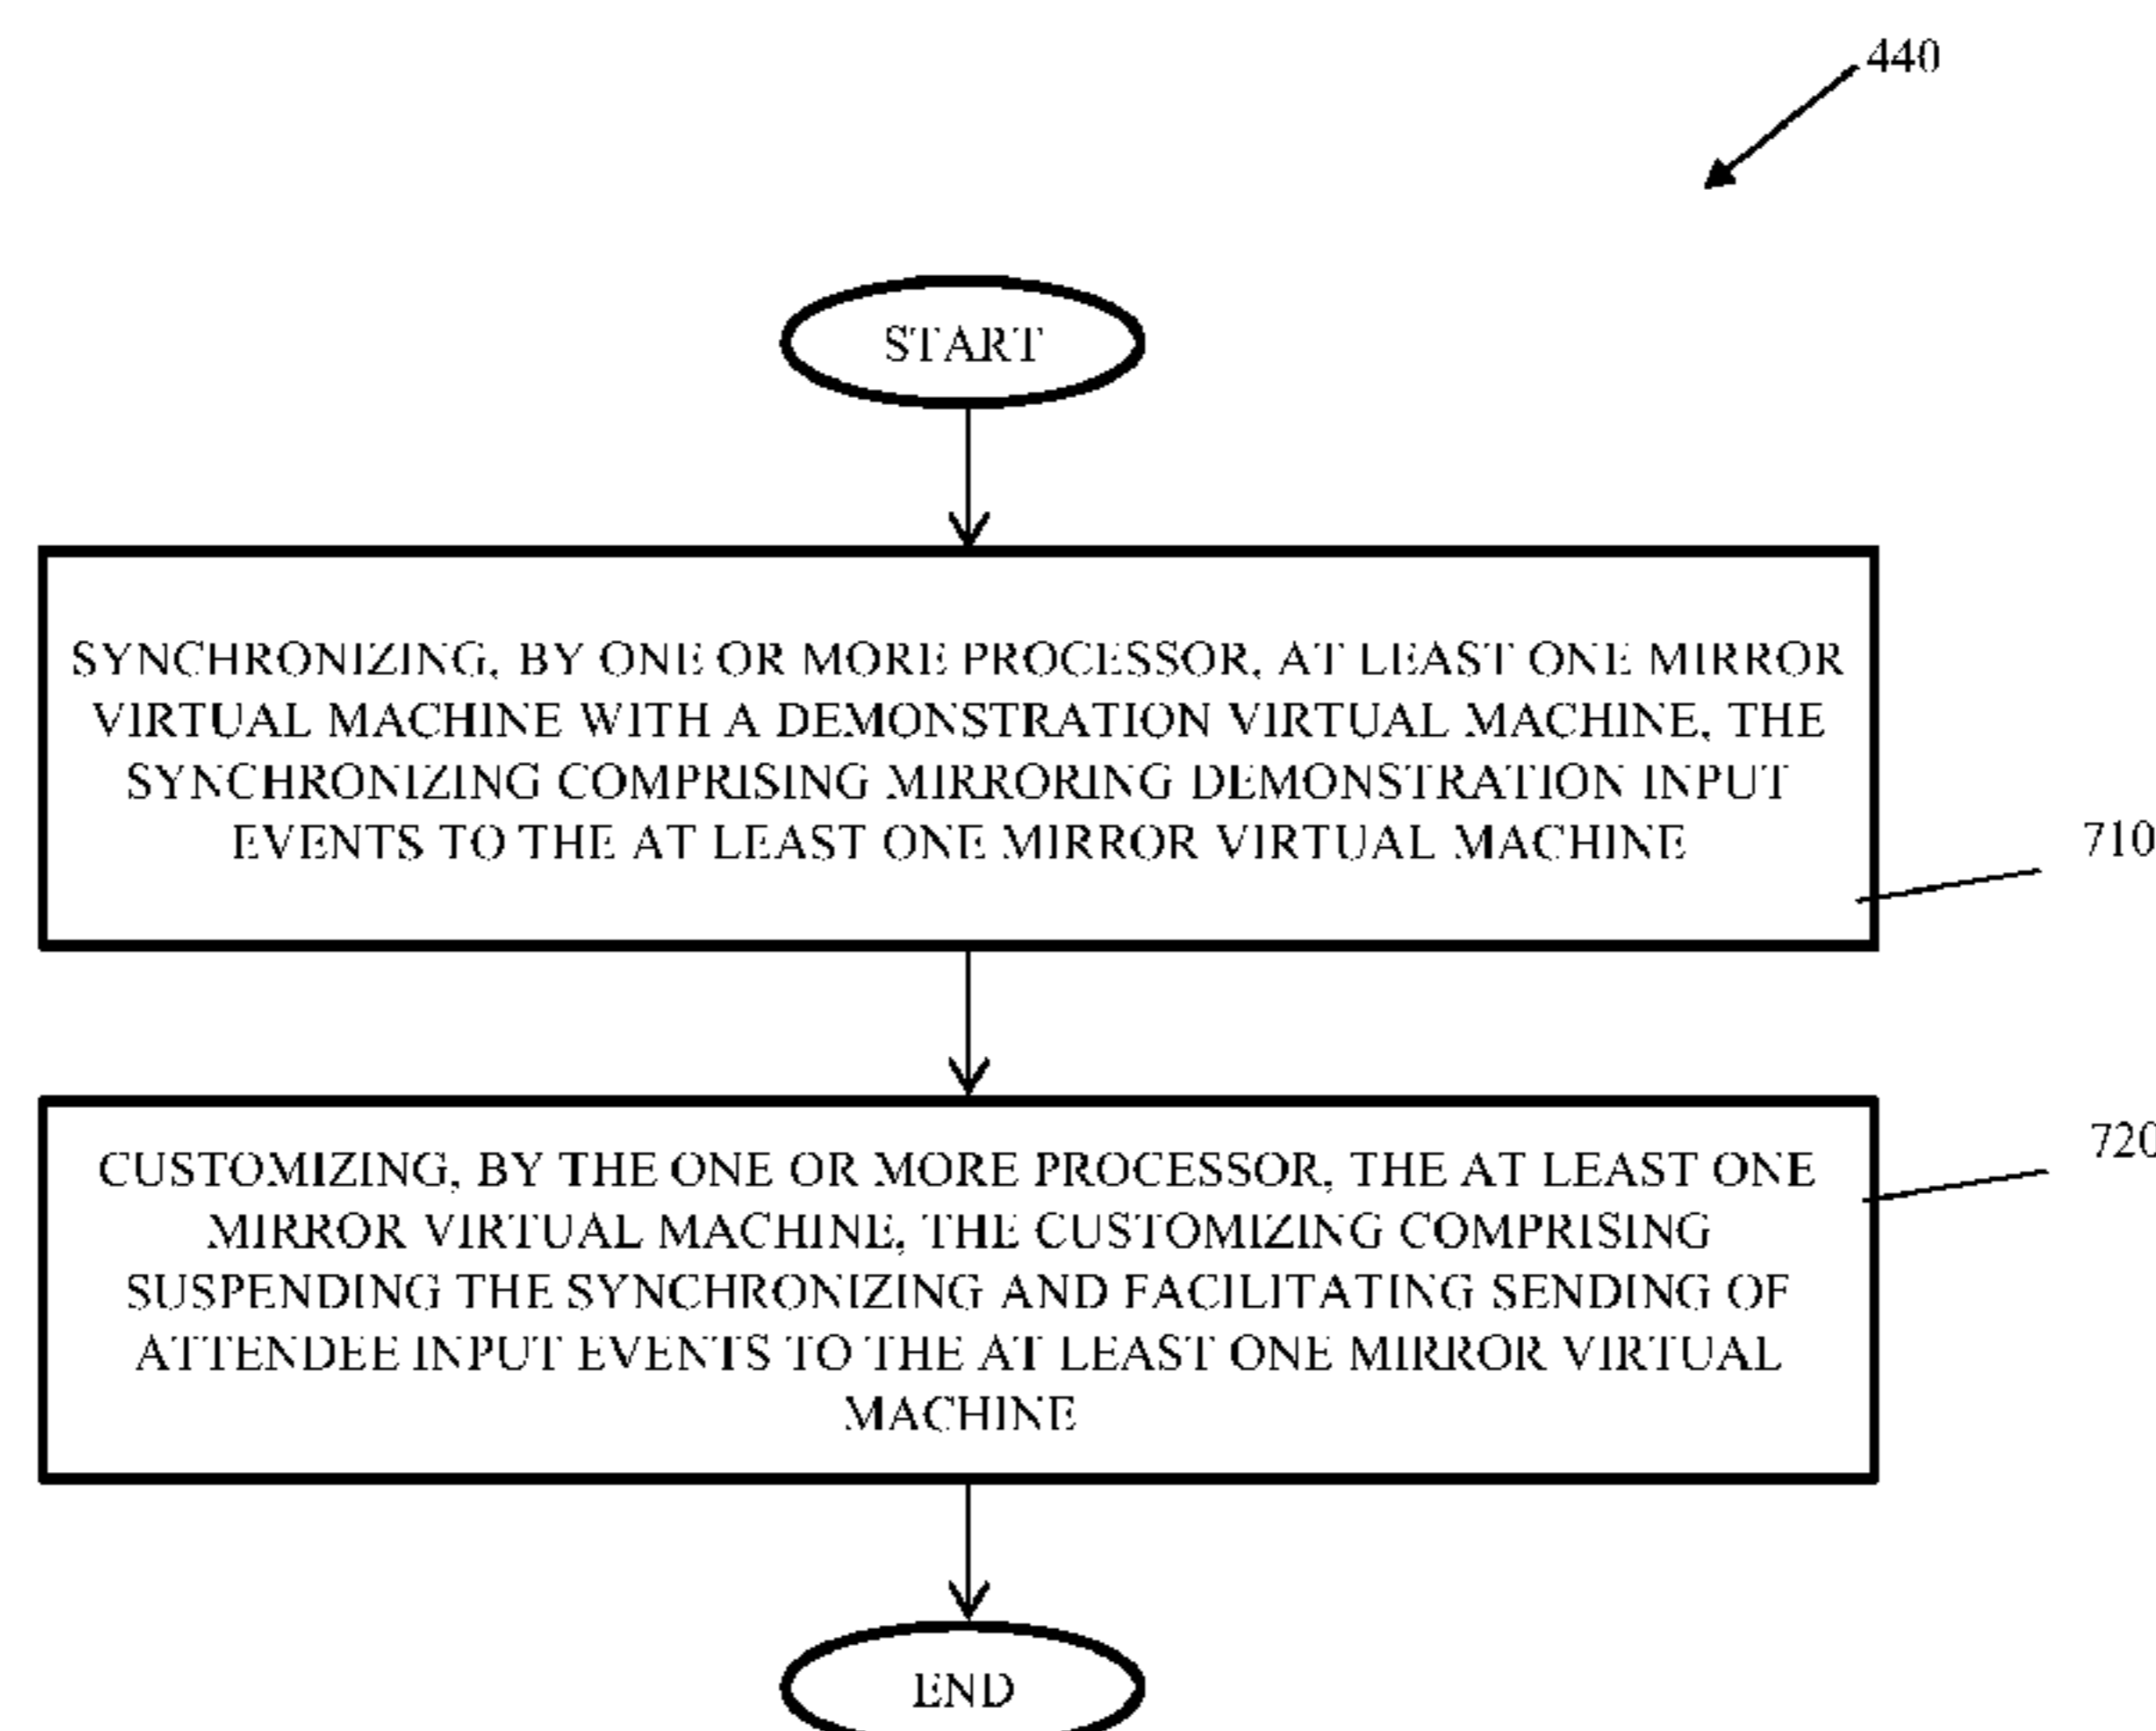 440
START
SYNCHRONIZING, BY ONE OR MORE PROCESSOR, AT LEAST ONE MIRROR
VIRTUAL MACHINE WITH A DEMONSTRATION VIRTUAL MACHINE, THE
SYNCHRONIZING COMPRISING MIRRORING DEMONSTRATION INPUT
EVENTS TO THE AT LEAST ONE MIRROR VIRTUAL MACHINE
710
720
CUSTOMIZING, BY THE ONE OR MORE PROCESSOR, THE AT LEAST ONE
MIRROR VIRTUAL MACHINE, THE CUSTOMIZING COMPRISING
SUSPENDING THE SYNCHRONIZING AND FACILITATING SENDING OF
ATTENDEE INPUT EVENTS TO THE AT LEAST ONE MIRROR VIRTUAL
MACHINE
END